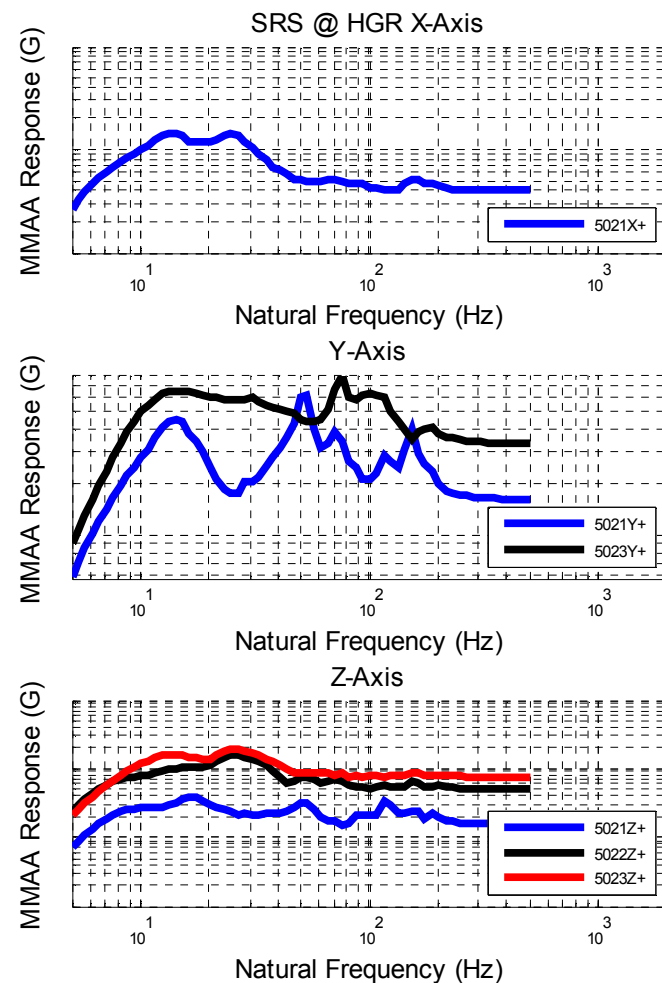 SRS @ HGR X-Axis
MMAA Response (G)
5021X+
10^1 10^2 10^3
Natural Frequency (Hz)
Y-Axis
MMAA Response (G)
5021Y+
5023Y+
10^1 10^2 10^3
Natural Frequency (Hz)
Z-Axis
MMAA Response (G)
5021Z+
5022Z+
5023Z+
10^1 10^2 10^3
Natural Frequency (Hz)